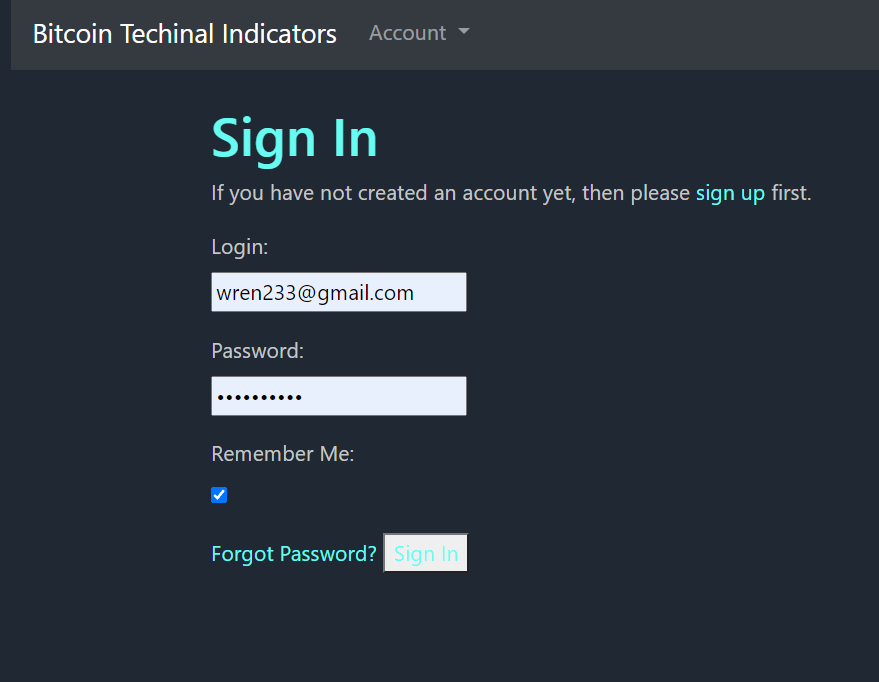 Bitcoin Techinal Indicators Account
Sign In
If you have not created an account yet, then please sign up first.
Login:
wren233@gmail.com
Password:
••••••••••
Remember Me:
Forgot Password? Sign In